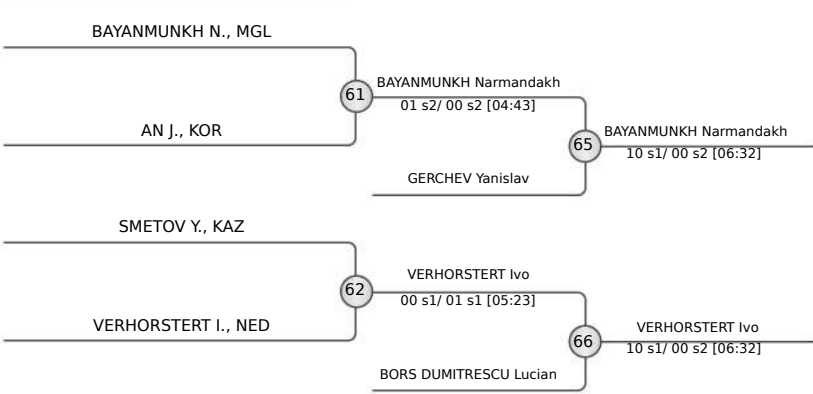 BAYANMUNKH N., MGL
61
BAYANMUNKH Narmandakh
01 s2/ 00 s2 [04:43]
AN J., KOR
65
BAYANMUNKH Narmandakh
10 s1/ 00 s2 [06:32]
GERCHEV Yanislav
SMETOV Y., KAZ
62
VERHORSTERT Ivo
00 s1/ 01 s1 [05:23]
VERHORSTERT I., NED
66
VERHORSTERT Ivo
10 s1/ 00 s2 [06:32]
BORS DUMITRESCU Lucian